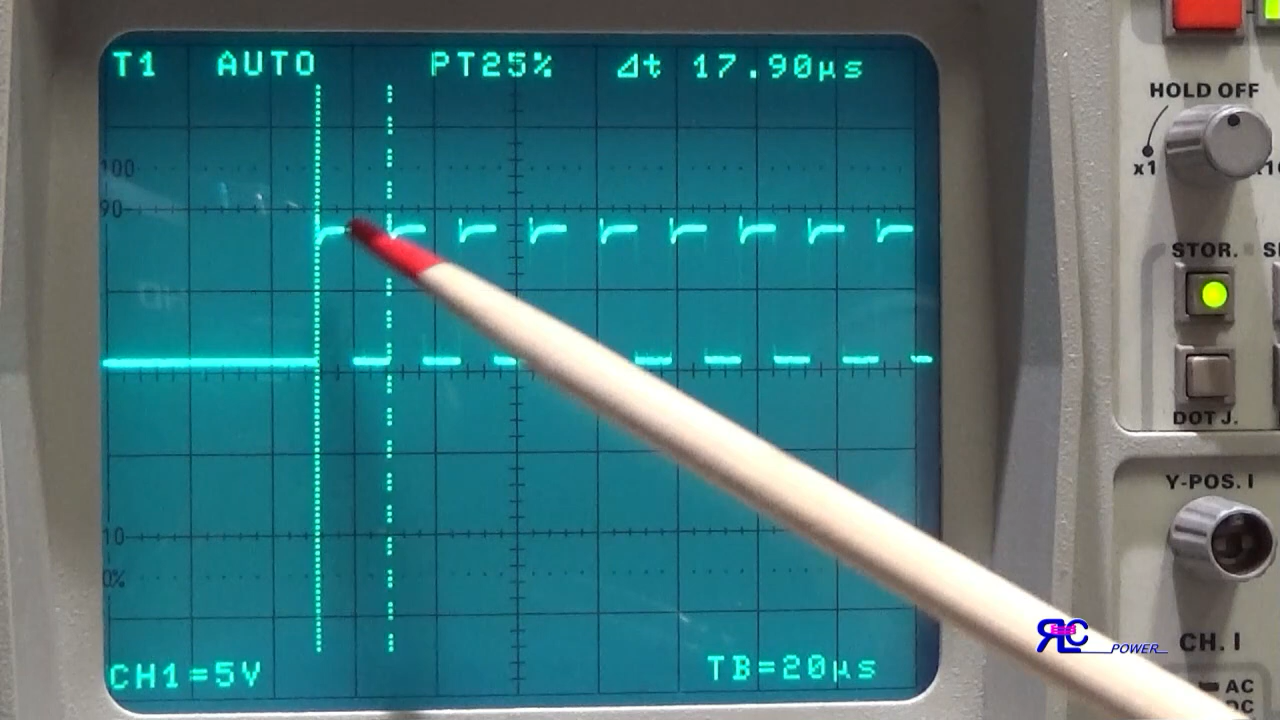 T1 AUTO PT25% Δt 17.90µs
100
90
10
0%
CH1=5V TB=20µs
HOLD OFF
x1
STOR.
DOT J.
Y-POS. I
CH. I
AC
DC
RLC POWER